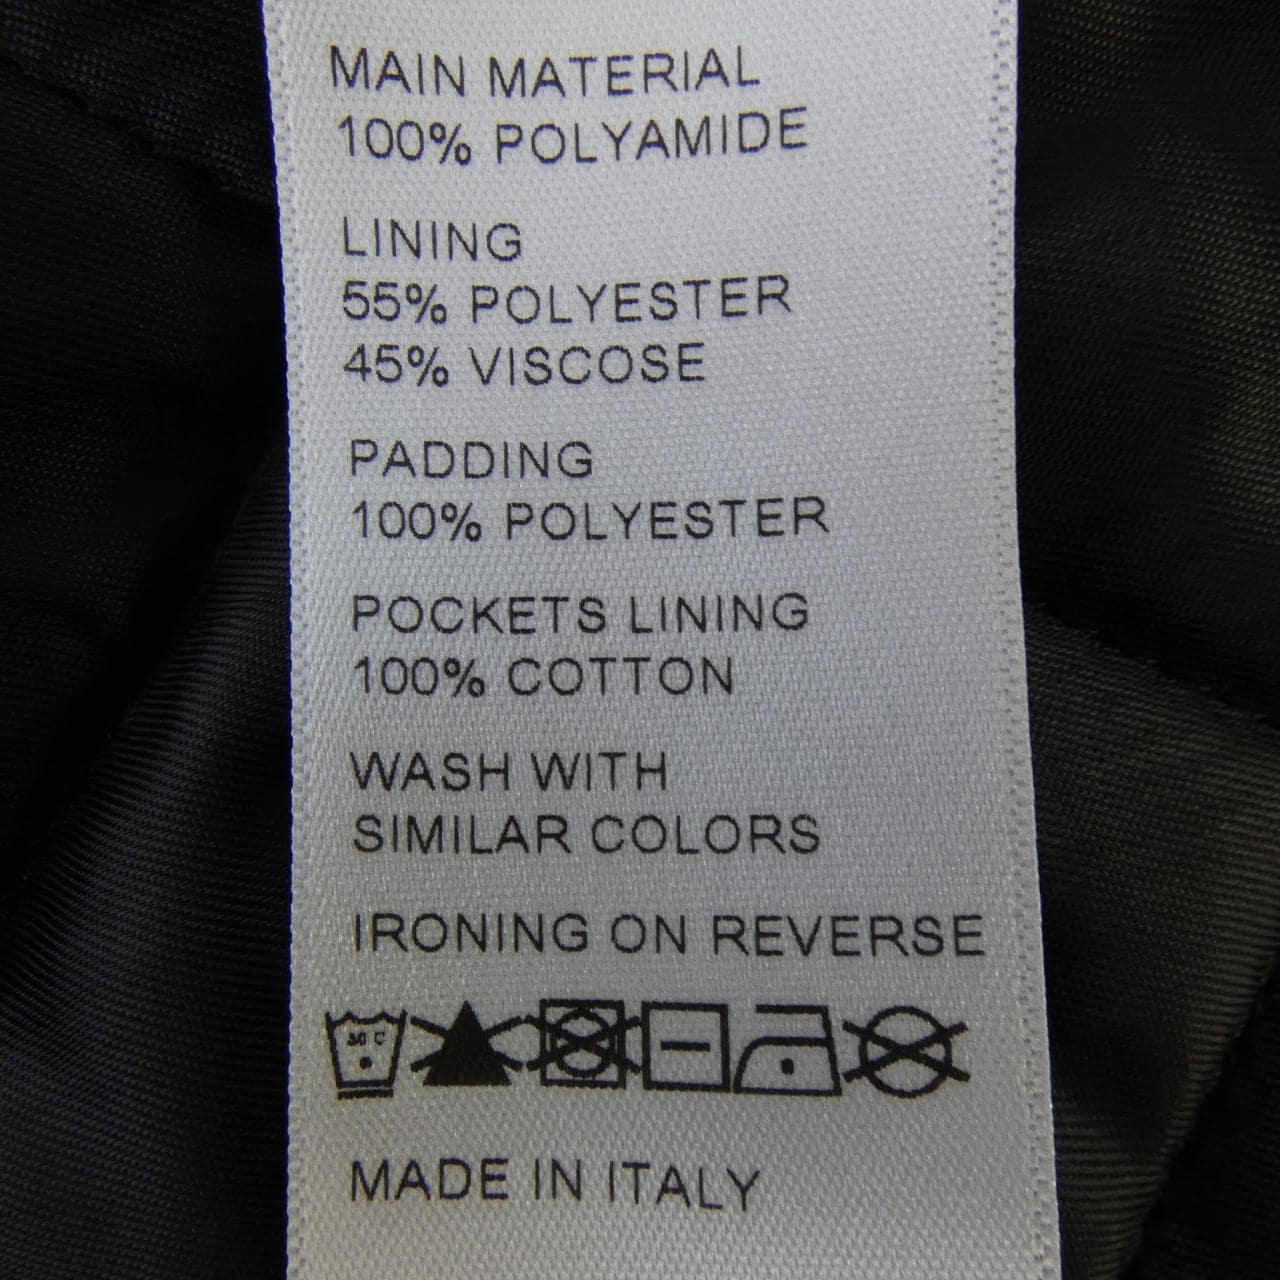 MAIN MATERIAL
100% POLYAMIDE
LINING
55% POLYESTER
45% VISCOSE
PADDING
100% POLYESTER
POCKETS LINING
100% COTTON
WASH WITH
SIMILAR COLORS
IRONING ON REVERSE
30 C
MADE IN ITALY